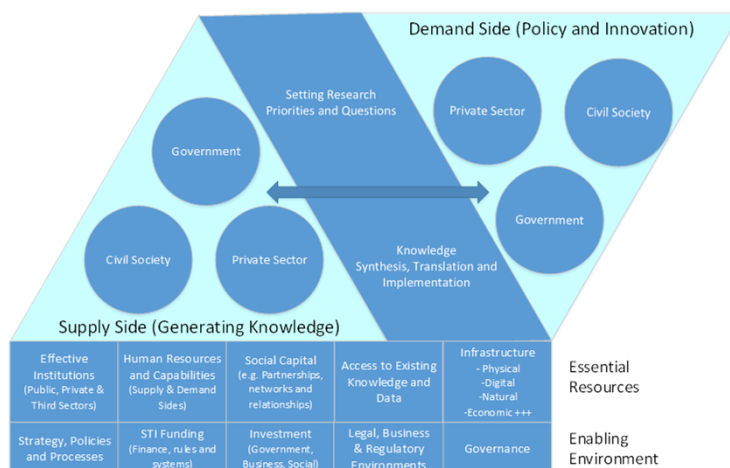 Demand Side (Policy and Innovation)
Setting Research
Priorities and Questions
Private Sector
Civil Society
Government
Government
Civil Society
Private Sector
Knowledge
Synthesis, Translation and
Implementation
Supply Side (Generating Knowledge)
Effective
Institutions
(Public, Private &
Third Sectors)
Human Resources
and Capabilities
(Supply & Demand
Sides)
Social Capital
(e.g. Partnerships,
networks and
relationships)
Access to Existing
Knowledge and
Data
Infrastructure
- Physical
-Digital
-Natural
-Economic +++
Essential
Resources
Strategy, Policies
and Processes
STI Funding
(Finance, rules and
systems)
Investment
(Government,
Business, Social)
Legal, Business
& Regulatory
Environments
Governance
Enabling
Environment